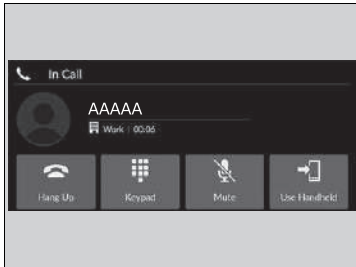 In Call
AAAAA
Work | 00:06
Hang Up
Keypad
Mute
Use Handheld